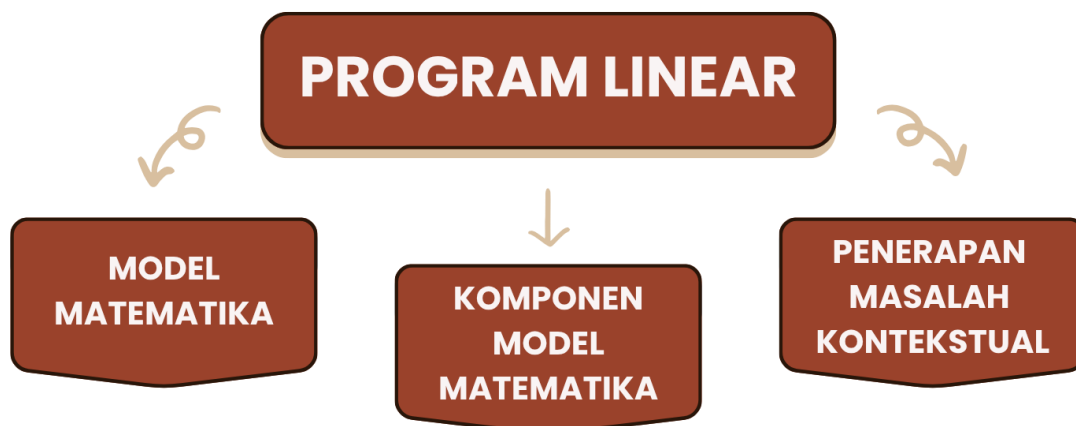 PROGRAM LINEAR
MODEL
MATEMATIKA
KOMPONEN
MODEL
MATEMATIKA
PENERAPAN
MASALAH
KONTEKSTUAL